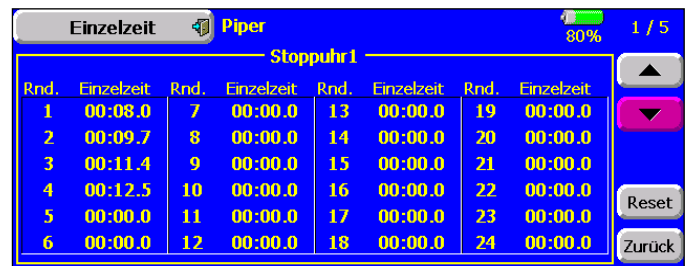 Einzelzeit Piper 80% 1 / 5
Stoppuhr1
Rnd. Einzelzeit Rnd. Einzelzeit Rnd. Einzelzeit Rnd. Einzelzeit
1 00:08.0 7 00:00.0 13 00:00.0 19 00:00.0
2 00:09.7 8 00:00.0 14 00:00.0 20 00:00.0
3 00:11.4 9 00:00.0 15 00:00.0 21 00:00.0
4 00:12.5 10 00:00.0 16 00:00.0 22 00:00.0
Reset
5 00:00.0 11 00:00.0 17 00:00.0 23 00:00.0
6 00:00.0 12 00:00.0 18 00:00.0 24 00:00.0
Zurück